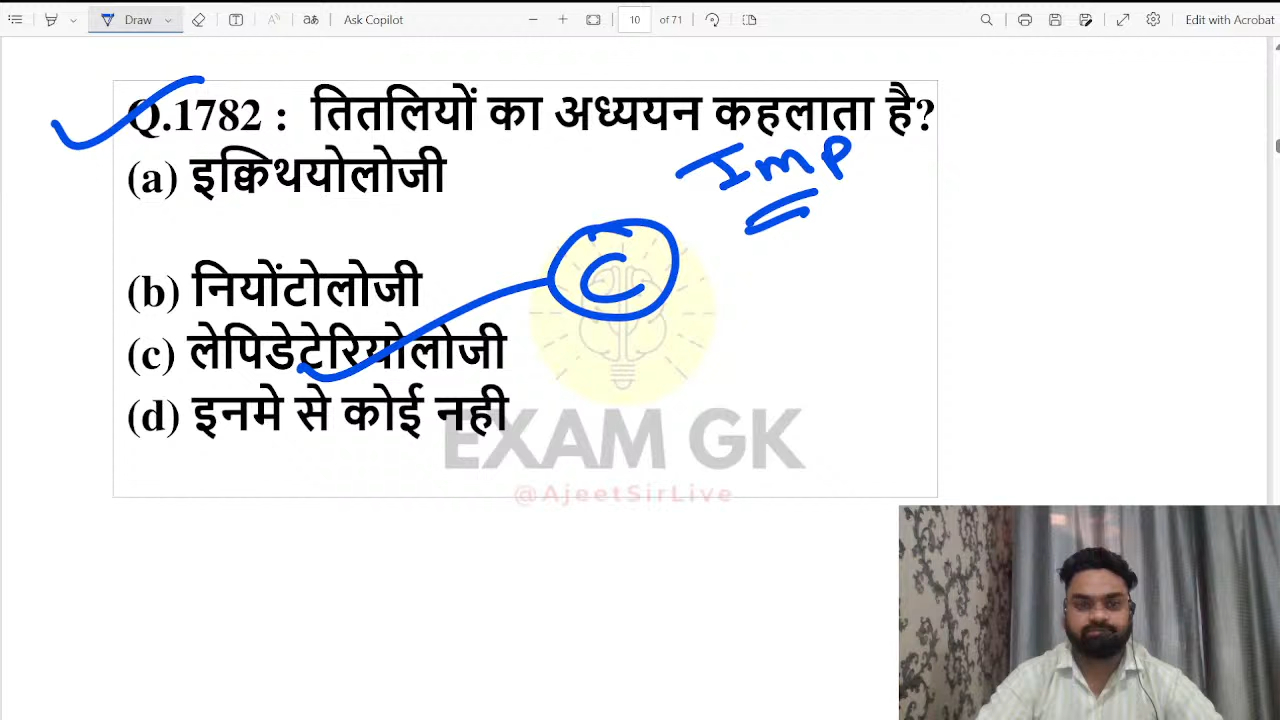 Draw
Ask Copilot
10 of 71
Edit with Acrobat
Q.1782 : तितलियों का अध्ययन कहलाता है?
Imp
(a) इक्थियोलोजी
C
(b) नियोंटोलोजी
(c) लेपिडेटेरियोलोजी
(d) इनमे से कोई नही
EXAM GK
@AjeetSirLive